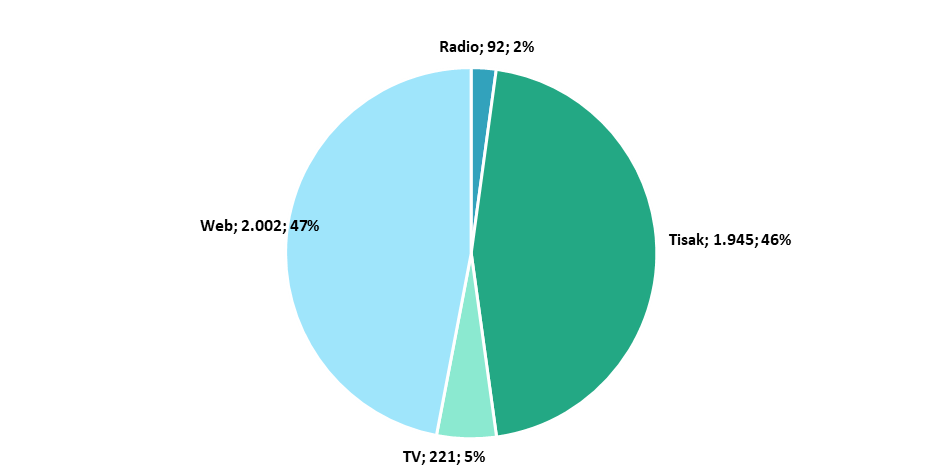 Radio; 92; 2%
Web; 2.002; 47%
Tisak; 1.945; 46%
TV; 221; 5%